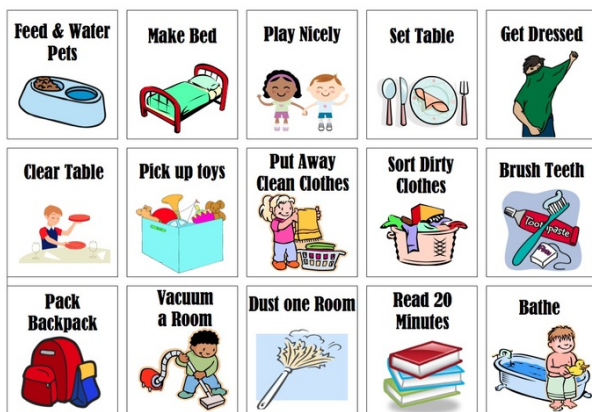 Feed & Water
Pets
Make Bed
Play Nicely
Set Table
Get Dressed
Clear Table
Pick up toys
Put Away
Clean Clothes
Sort Dirty
Clothes
Brush Teeth
Toothpaste
Pack
Backpack
Vacuum
a Room
Dust one Room
Read 20
Minutes
Bathe